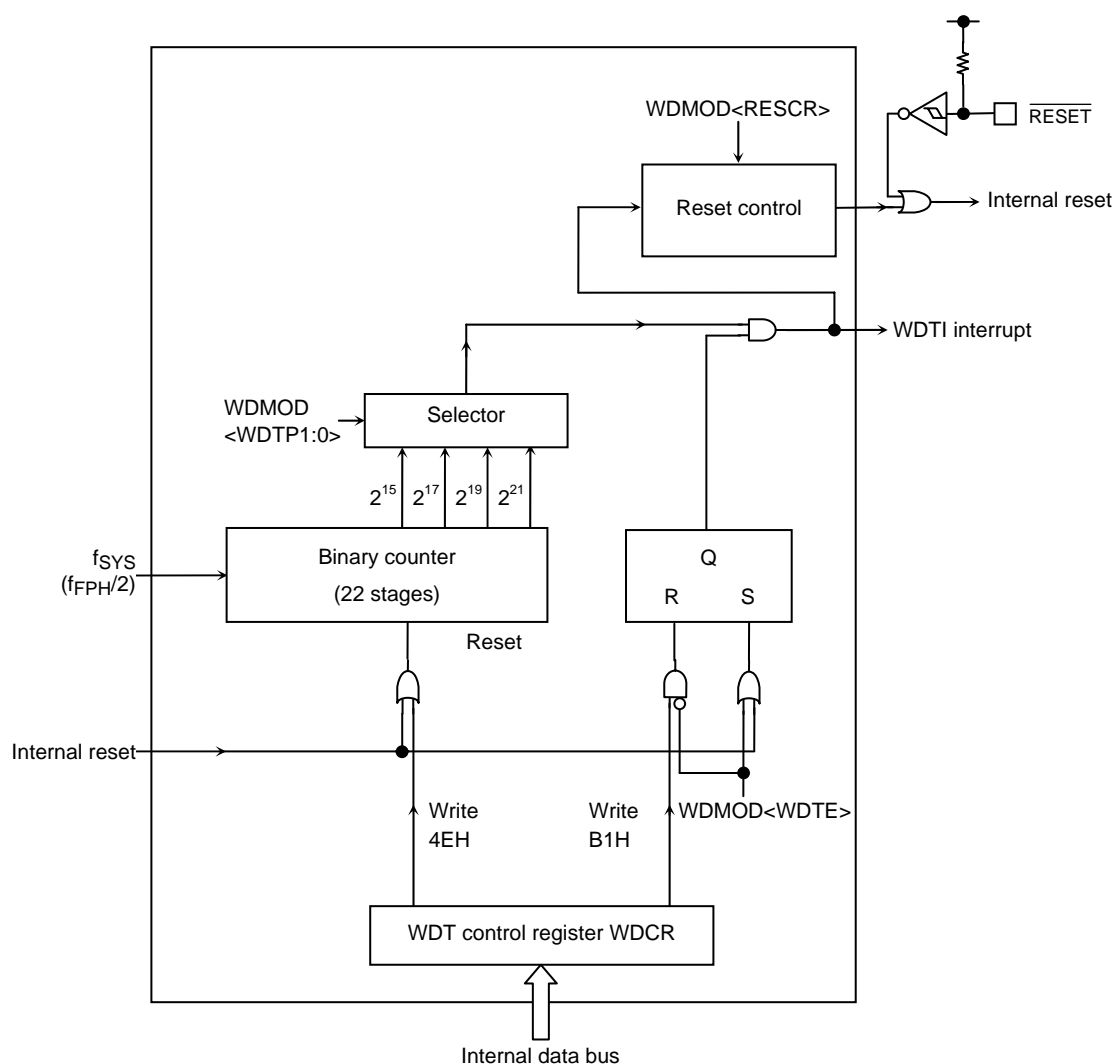 RESET
WDMOD<RESCR>
Reset control
Internal reset
WDTI interrupt
WDMOD
<WDTP1:0>
Selector
2^15 2^17 2^19 2^21
fSYS
(fFPH/2)
Binary counter
(22 stages)
Reset
Q
R S
Internal reset
Write
4EH
Write
B1H
WDMOD<WDTE>
WDT control register WDCR
Internal data bus